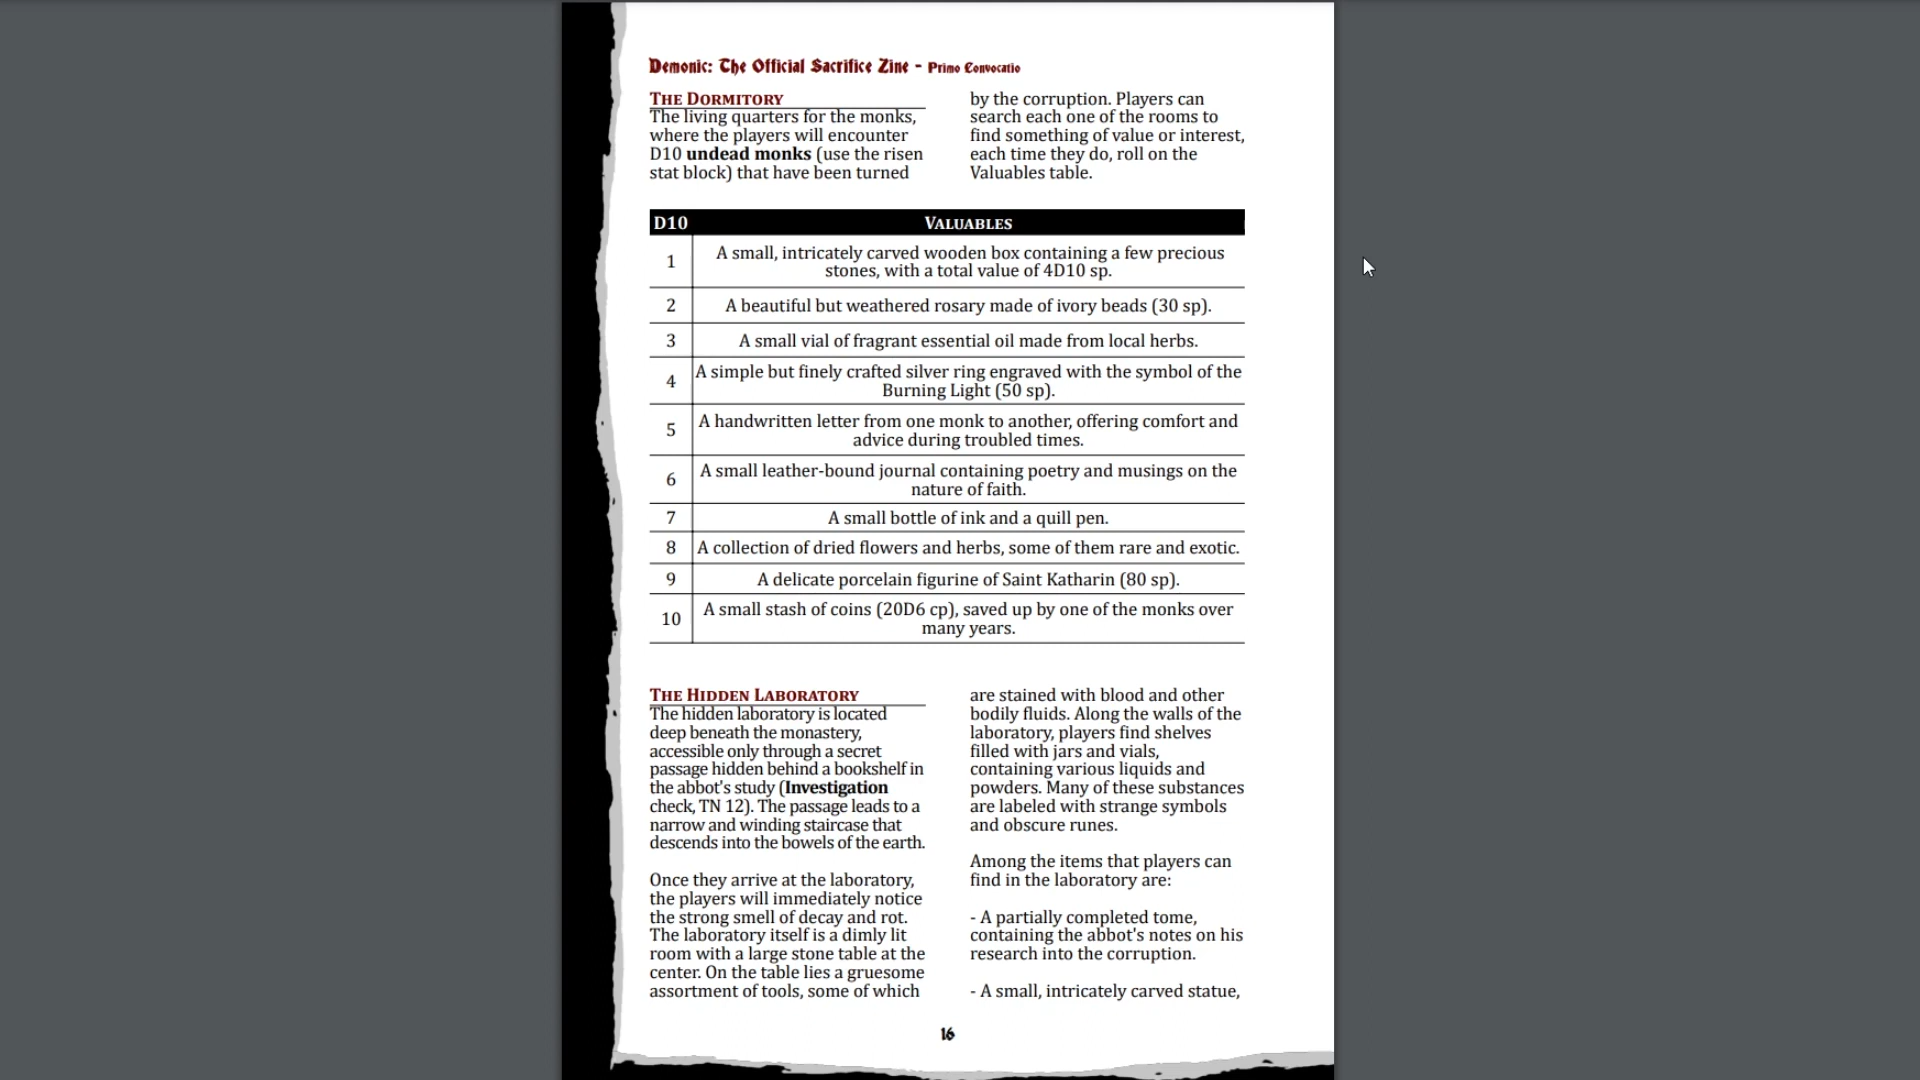 Demonic: The Official Sacrifice Zine - Primo Convocatio
THE DORMITORY
The living quarters for the monks,
where the players will encounter
D10 undead monks (use the risen
stat block) that have been turned
by the corruption. Players can
search each one of the rooms to
find something of value or interest,
each time they do, roll on the
Valuables table.
D10 VALUABLES
1 A small, intricately carved wooden box containing a few precious
stones, with a total value of 4D10 sp.
2 A beautiful but weathered rosary made of ivory beads (30 sp).
3 A small vial of fragrant essential oil made from local herbs.
4 A simple but finely crafted silver ring engraved with the symbol of the
Burning Light (50 sp).
5 A handwritten letter from one monk to another, offering comfort and
advice during troubled times.
6 A small leather-bound journal containing poetry and musings on the
nature of faith.
7 A small bottle of ink and a quill pen.
8 A collection of dried flowers and herbs, some of them rare and exotic.
9 A delicate porcelain figurine of Saint Katharin (80 sp).
10 A small stash of coins (20D6 cp), saved up by one of the monks over
many years.
THE HIDDEN LABORATORY
The hidden laboratory is located
deep beneath the monastery,
accessible only through a secret
passage hidden behind a bookshelf in
the abbot's study (Investigation
check, TN 12). The passage leads to a
narrow and winding staircase that
descends into the bowels of the earth.
Once they arrive at the laboratory,
the players will immediately notice
the strong smell of decay and rot.
The laboratory itself is a dimly lit
room with a large stone table at the
center. On the table lies a gruesome
assortment of tools, some of which
are stained with blood and other
bodily fluids. Along the walls of the
laboratory, players find shelves
filled with jars and vials,
containing various liquids and
powders. Many of these substances
are labeled with strange symbols
and obscure runes.
Among the items that players can
find in the laboratory are:
- A partially completed tome,
containing the abbot's notes on his
research into the corruption.
- A small, intricately carved statue,
16